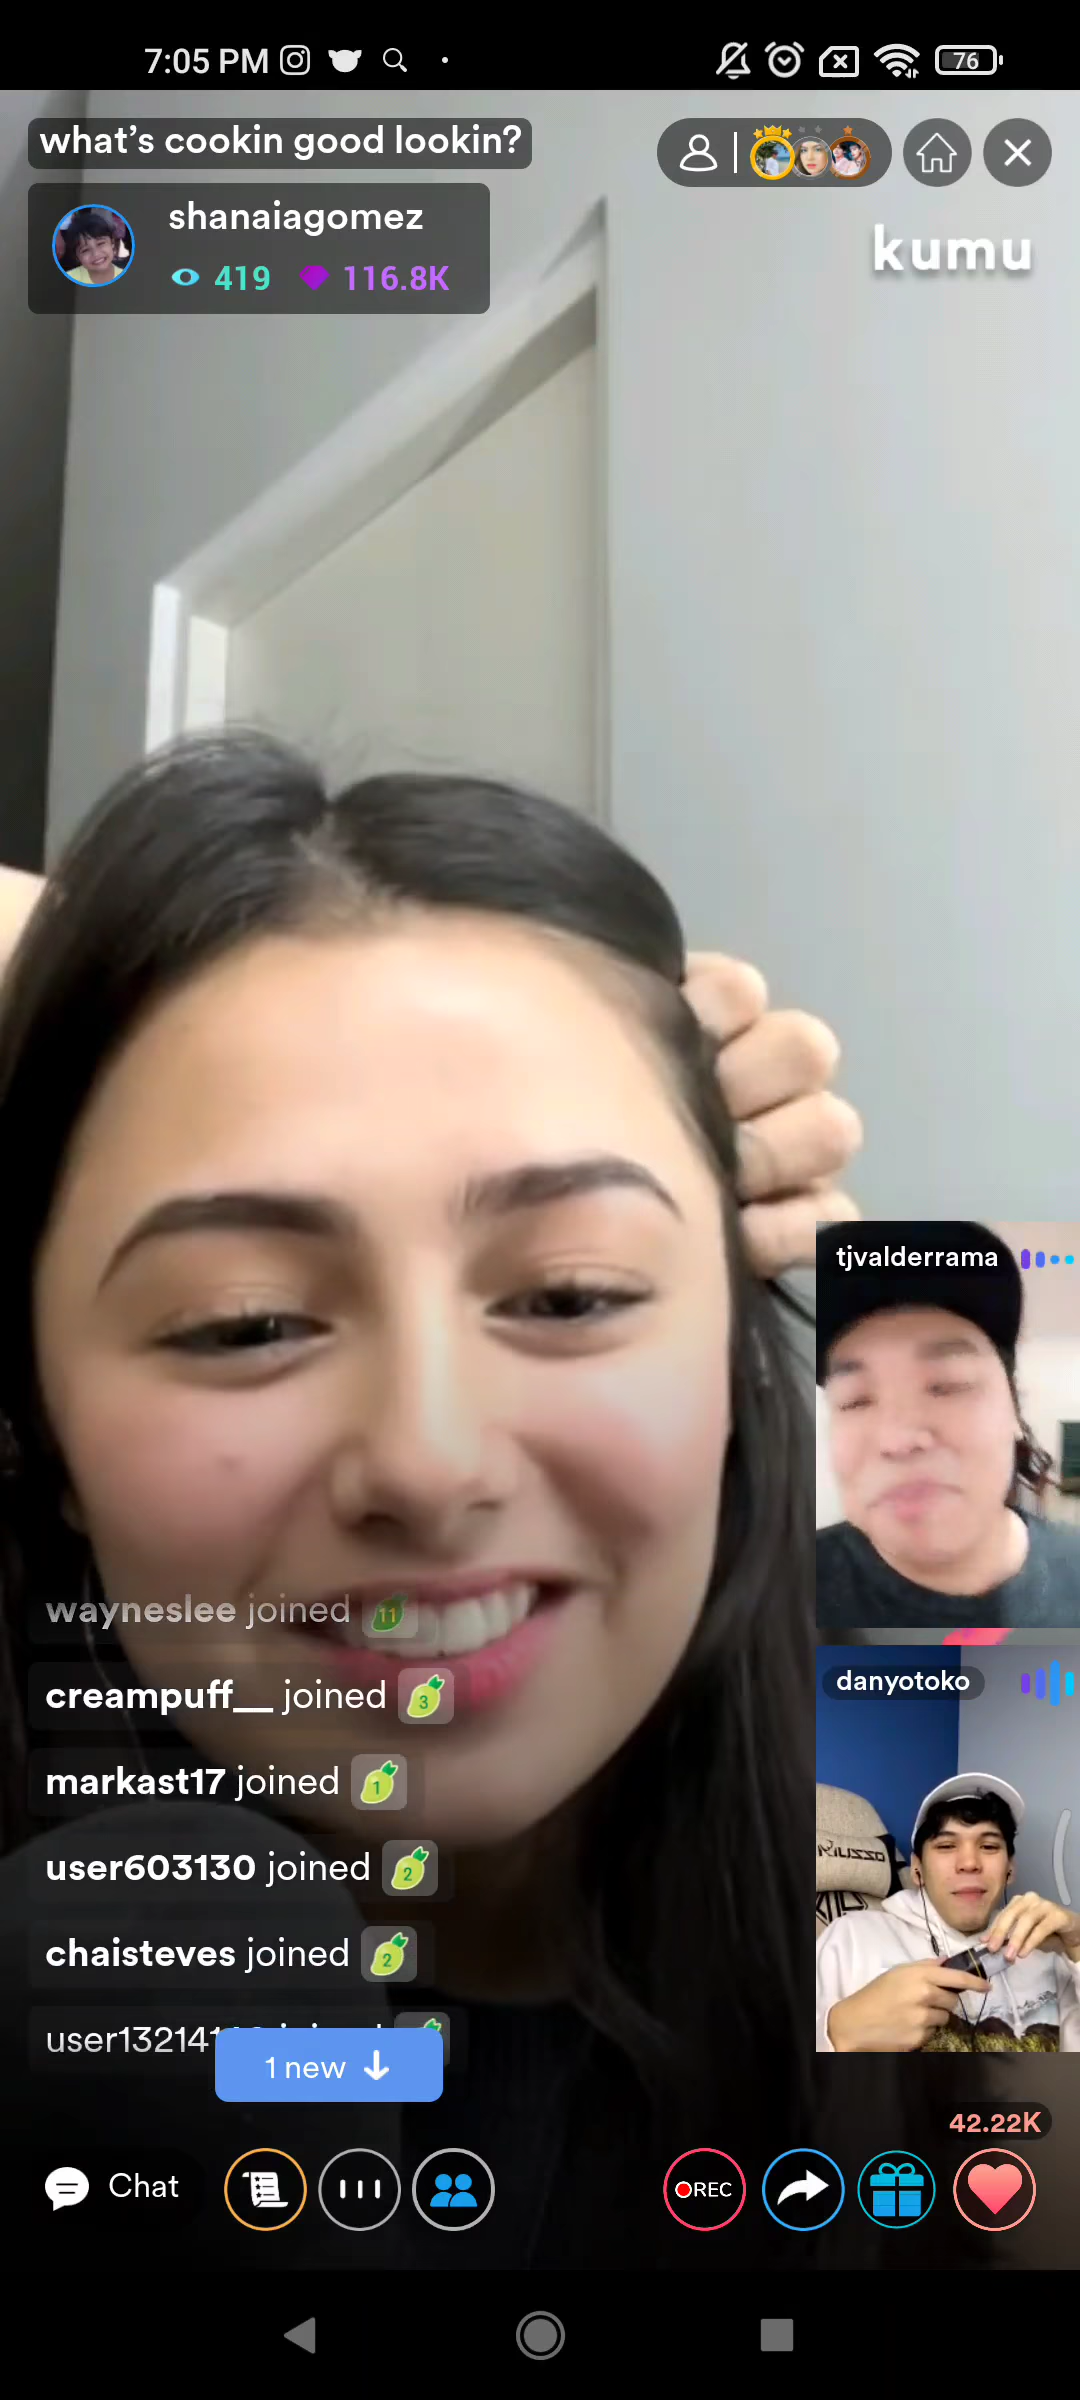 7:05 PM
76
what's cookin good lookin?
shanaiagomez
419 116.8K
kumu
tjvalderrama
wayneslee joined 11
creampuff__ joined 3
danyotoko
markast17 joined 1
user603130 joined 2
chaisteves joined 2
1 new
42.22K
Chat
REC